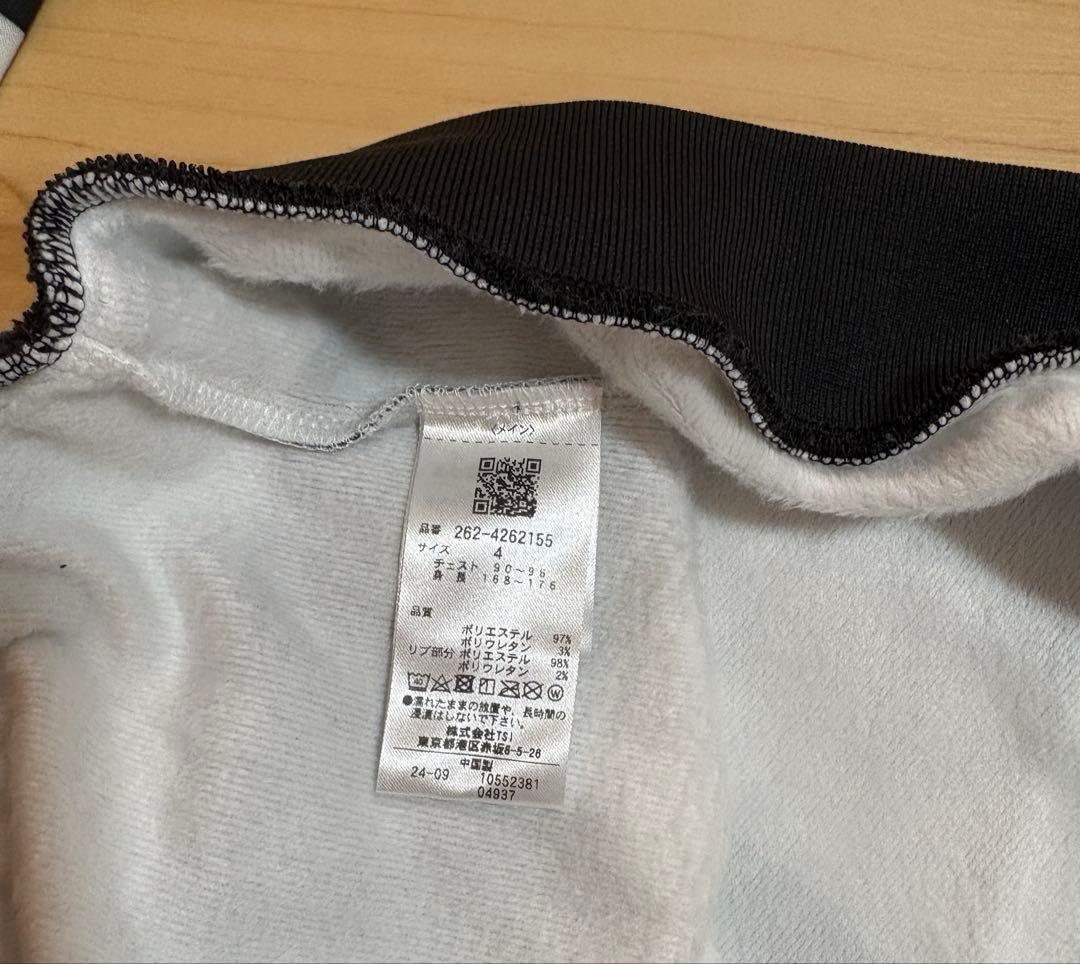 〈メイン〉
品番 262-4262155
サイズ 4
チェスト 90～96
身長 168～176
品質
ポリエステル 97%
ポリウレタン 3%
リブ部分 ポリエステル 98%
ポリウレタン 2%
40 W
●濡れたままの放置や、長時間の
浸漬はしないで下さい。
株式会社TSI
東京都港区赤坂8-5-26
中国製
24-09 10552381
04937